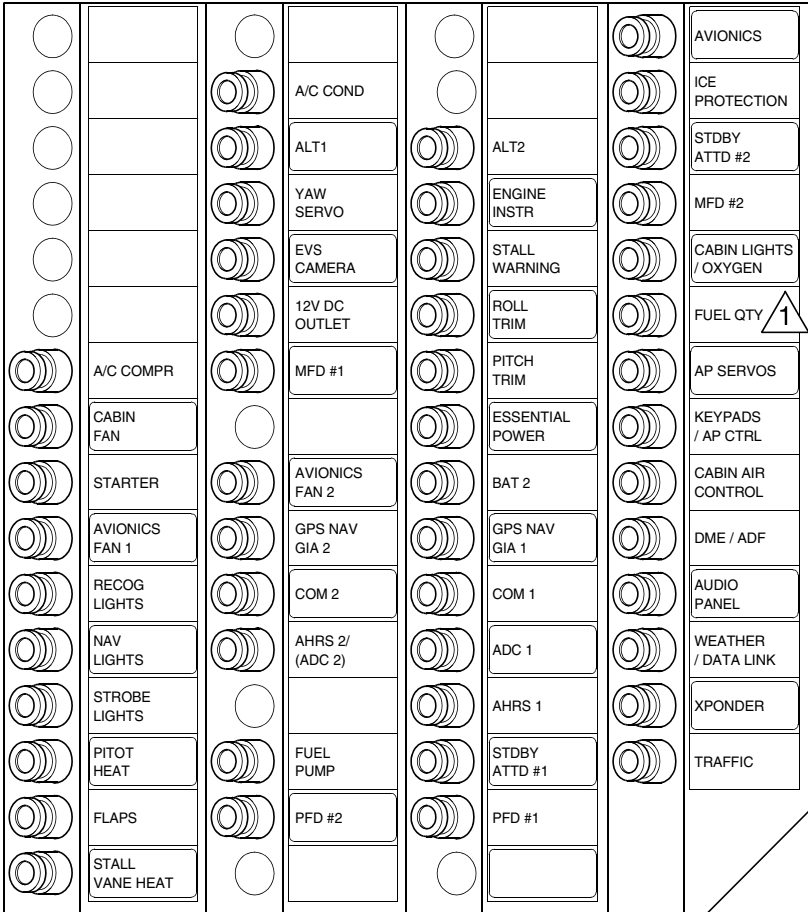 A/C COMPR
CABIN
FAN
STARTER
AVIONICS
FAN 1
RECOG
LIGHTS
NAV
LIGHTS
STROBE
LIGHTS
PITOT
HEAT
FLAPS
STALL
VANE HEAT
A/C COND
ALT1
YAW
SERVO
EVS
CAMERA
12V DC
OUTLET
MFD #1
AVIONICS
FAN 2
GPS NAV
GIA 2
COM 2
AHRS 2/
(ADC 2)
FUEL
PUMP
PFD #2
ALT2
ENGINE
INSTR
STALL
WARNING
ROLL
TRIM
PITCH
TRIM
ESSENTIAL
POWER
BAT 2
GPS NAV
GIA 1
COM 1
ADC 1
AHRS 1
STDBY
ATTD #1
PFD #1
AVIONICS
ICE
PROTECTION
STDBY
ATTD #2
MFD #2
CABIN LIGHTS
/ OXYGEN
FUEL QTY 1
AP SERVOS
KEYPADS
/ AP CTRL
CABIN AIR
CONTROL
DME / ADF
AUDIO
PANEL
WEATHER
/ DATA LINK
XPONDER
TRAFFIC